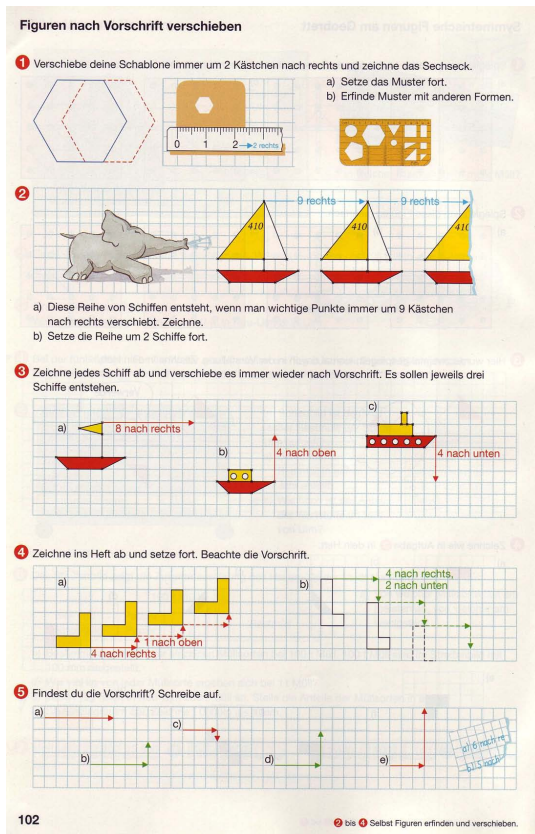 Figuren nach Vorschrift verschieben
1 Verschiebe deine Schablone immer um 2 Kästchen nach rechts und zeichne das Sechseck.
a) Setze das Muster fort.
b) Erfinde Muster mit anderen Formen.
0 1 2 2 rechts
2
9 rechts 9 rechts
410 410 410
a) Diese Reihe von Schiffen entsteht, wenn man wichtige Punkte immer um 9 Kästchen
nach rechts verschiebt. Zeichne.
b) Setze die Reihe um 2 Schiffe fort.
3 Zeichne jedes Schiff ab und verschiebe es immer wieder nach Vorschrift. Es sollen jeweils drei
Schiffe entstehen.
a) 8 nach rechts
b) 4 nach oben
c) 4 nach unten
4 Zeichne ins Heft ab und setze fort. Beachte die Vorschrift.
a)
1 nach oben
4 nach rechts
b) 4 nach rechts,
2 nach unten
5 Findest du die Vorschrift? Schreibe auf.
a)
c)
b)
d)
e)
a) 6 nach re
b) 5 nach
102
2 bis 4 Selbst Figuren erfinden und verschieben.